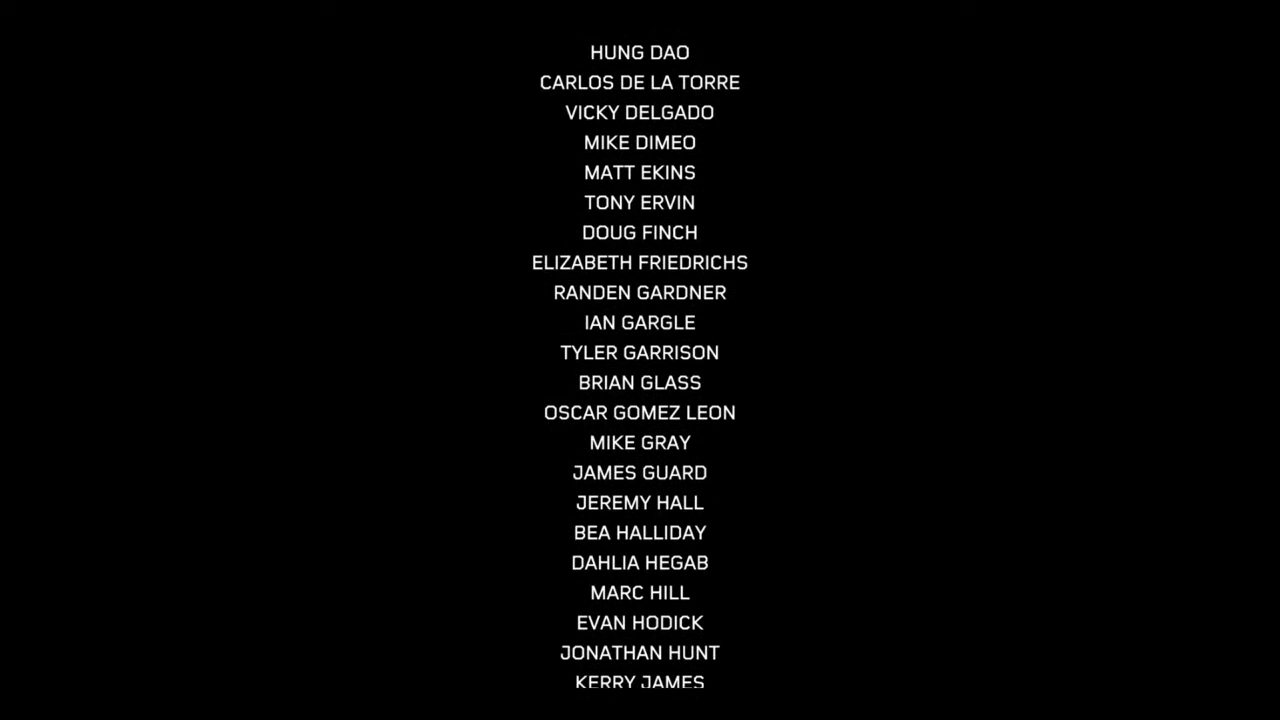 HUNG DAO
CARLOS DE LA TORRE
VICKY DELGADO
MIKE DIMEO
MATT EKINS
TONY ERVIN
DOUG FINCH
ELIZABETH FRIEDRICHS
RANDEN GARDNER
IAN GARGLE
TYLER GARRISON
BRIAN GLASS
OSCAR GOMEZ LEON
MIKE GRAY
JAMES GUARD
JEREMY HALL
BEA HALLIDAY
DAHLIA HEGAB
MARC HILL
EVAN HODICK
JONATHAN HUNT
KERRY JAMES